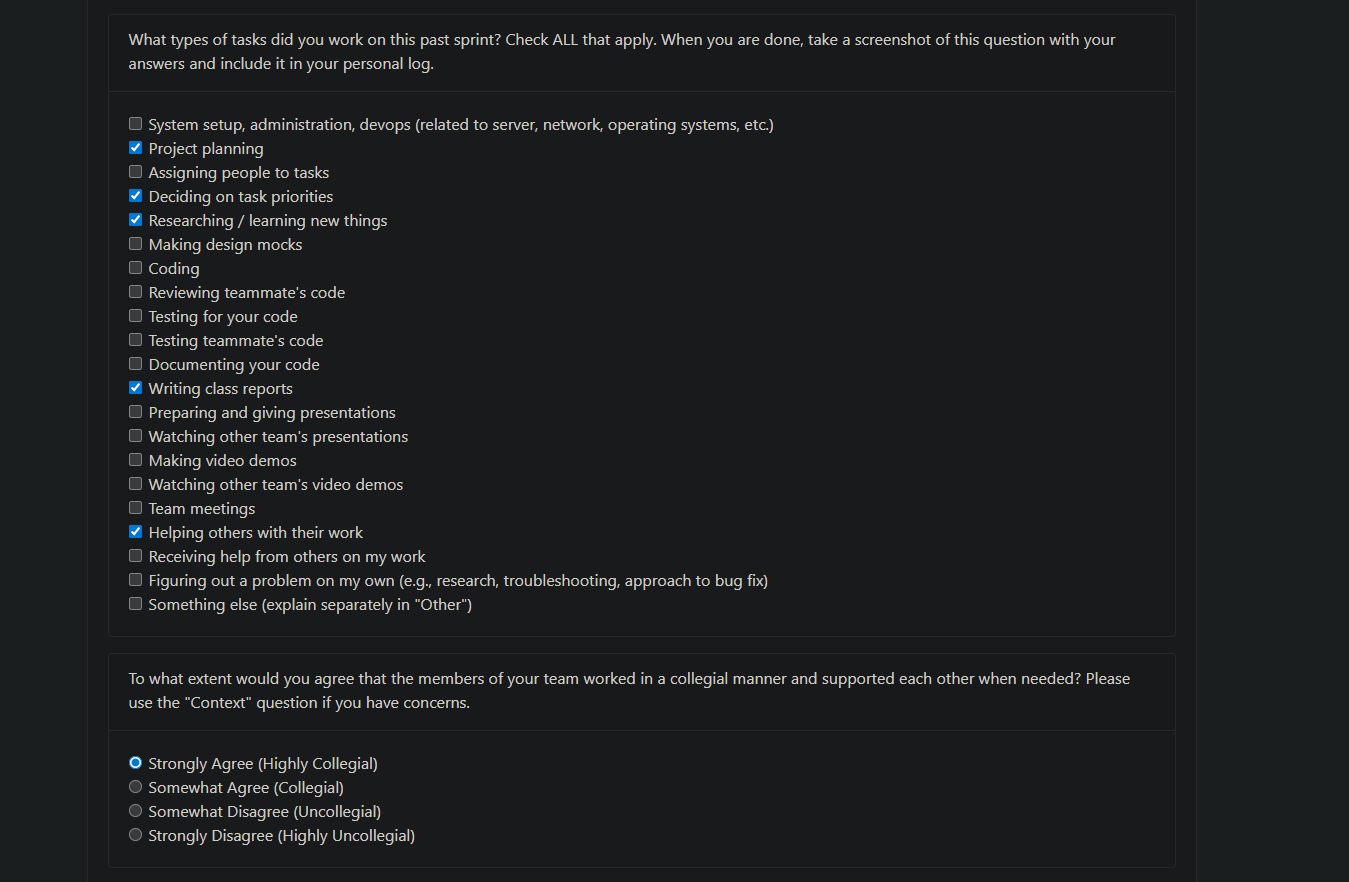 What types of tasks did you work on this past sprint? Check ALL that apply. When you are done, take a screenshot of this question with your
answers and include it in your personal log.
System setup, administration, devops (related to server, network, operating systems, etc.)
Project planning
Assigning people to tasks
Deciding on task priorities
Researching / learning new things
Making design mocks
Coding
Reviewing teammate's code
Testing for your code
Testing teammate's code
Documenting your code
Writing class reports
Preparing and giving presentations
Watching other team's presentations
Making video demos
Watching other team's video demos
Team meetings
Helping others with their work
Receiving help from others on my work
Figuring out a problem on my own (e.g., research, troubleshooting, approach to bug fix)
Something else (explain separately in "Other")
To what extent would you agree that the members of your team worked in a collegial manner and supported each other when needed? Please
use the "Context" question if you have concerns.
Strongly Agree (Highly Collegial)
Somewhat Agree (Collegial)
Somewhat Disagree (Uncollegial)
Strongly Disagree (Highly Uncollegial)